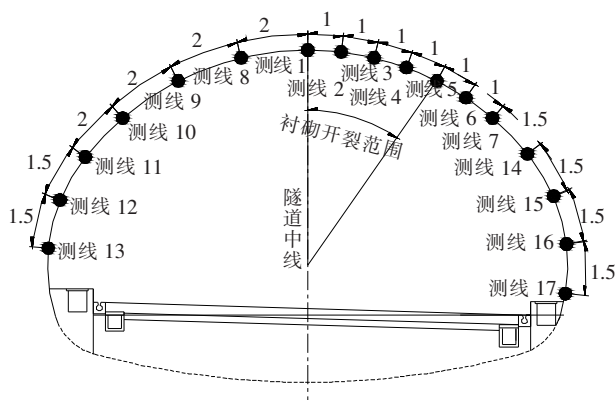 2
1
1
2
1
1
2
1
1
2
1.5
1.5
1.5
1.5
1.5
1.5
测线 1
测线 2
测线 3
测线 4
测线 5
测线 6
测线 7
测线 8
测线 9
测线 10
测线 11
测线 12
测线 13
测线 14
测线 15
测线 16
测线 17
衬砌开裂范围
隧道中线